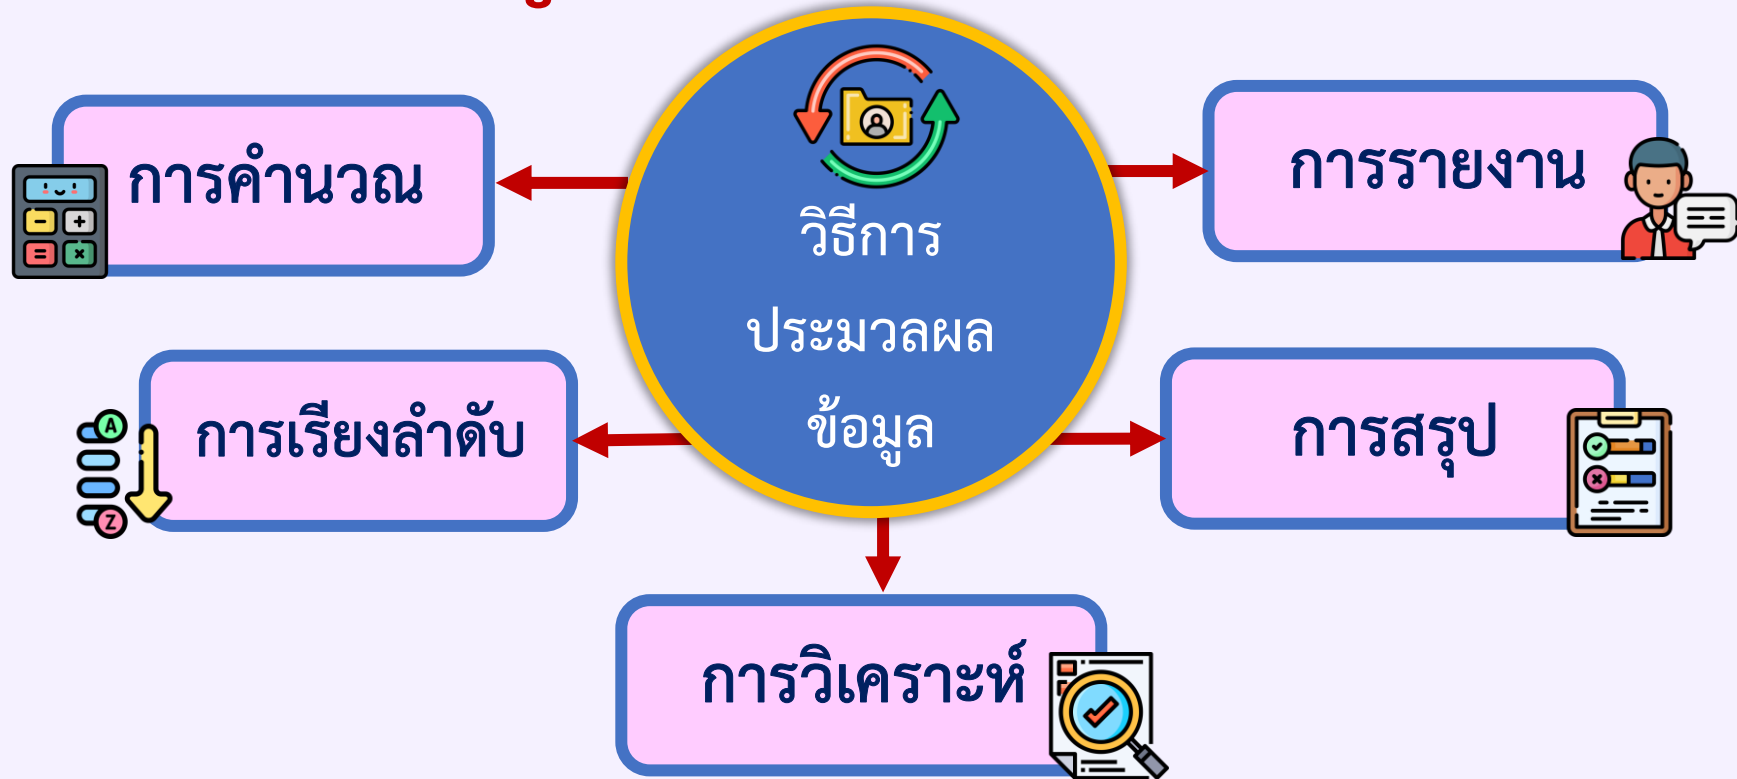 การคำนวณ
การรายงาน
วิธีการ
ประมวลผล
ข้อมูล
การเรียงลำดับ
A
Z
การสรุป
การวิเคราะห์